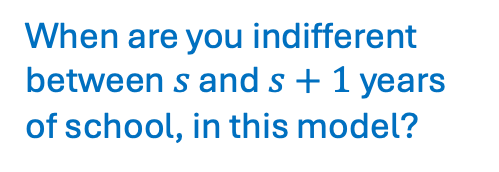 When are you indifferent
between s and s + 1 years
of school, in this model?